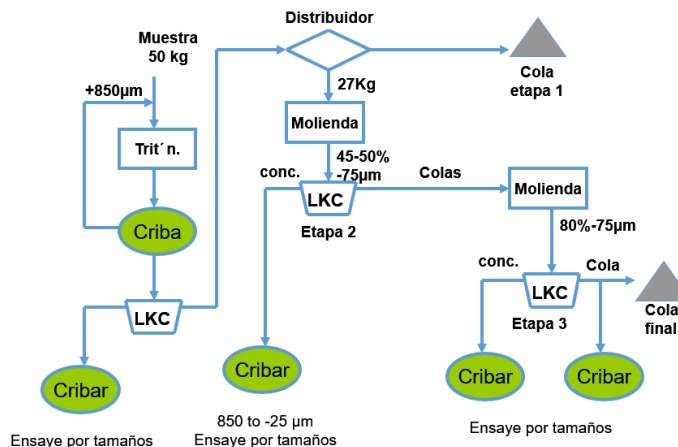 Distribuidor
Muestra
50 kg
+850µm
Trit´n.
Criba
LKC
Cribar
Ensaye por tamaños
Cola
etapa 1
27Kg
Molienda
45-50%
-75µm
conc.
LKC
Etapa 2
Colas
Cribar
850 to -25 µm
Ensaye por tamaños
Molienda
80%-75µm
conc.
Cola
LKC
Etapa 3
Cola
final
Cribar
Cribar
Ensaye por tamaños